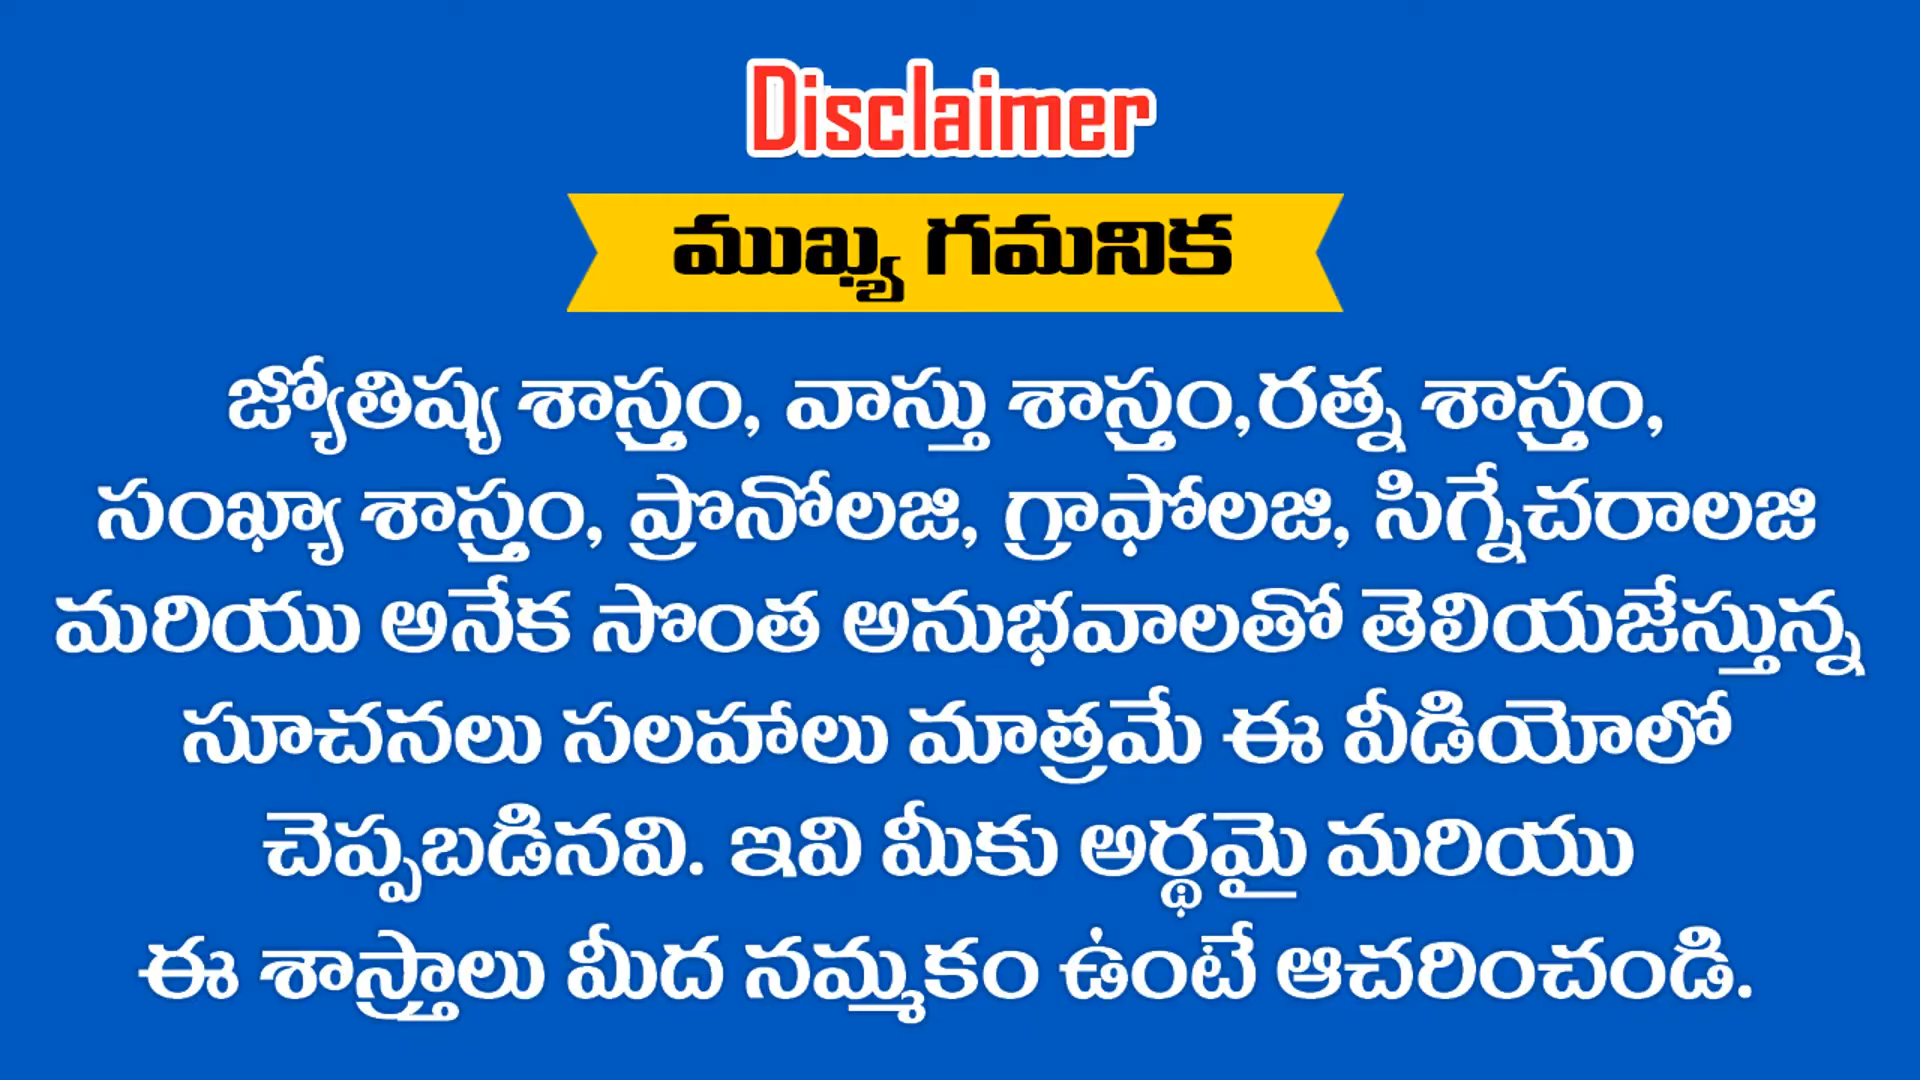 Disclaimer
ముఖ్య గమనిక
జ్యోతిష్య శాస్త్రం, వాస్తు శాస్త్రం,రత్న శాస్త్రం,
సంఖ్యా శాస్త్రం, ప్రొనోలజి, గ్రాఫోలజి, సిగ్నేచరాలజి
మరియు అనేక సొంత అనుభవాలతో తెలియజేస్తున్న
సూచనలు సలహాలు మాత్రమే ఈ వీడియోలో
చెప్పబడినవి. ఇవి మీకు అర్థమై మరియు
ఈ శాస్త్రాలు మీద నమ్మకం ఉంటే ఆచరించండి.